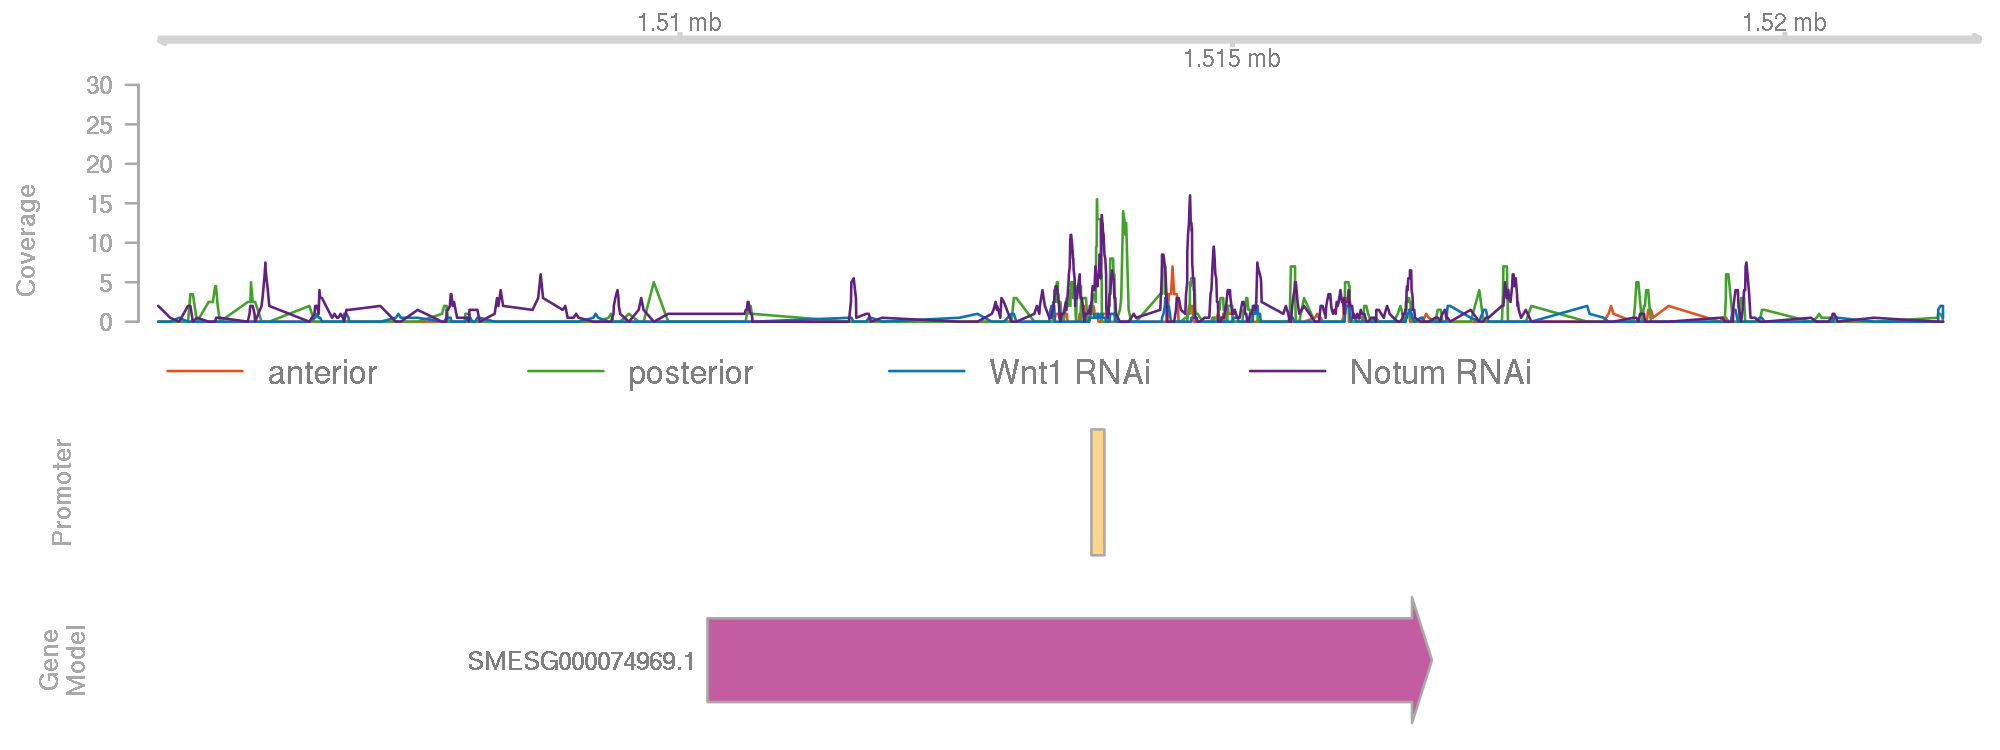 1.51 mb
1.52 mb
1.515 mb
30
25
20
15
10
5
0
Coverage
anterior posterior Wnt1 RNAi Notum RNAi
Promoter
Gene
Model
SMESG000074969.1